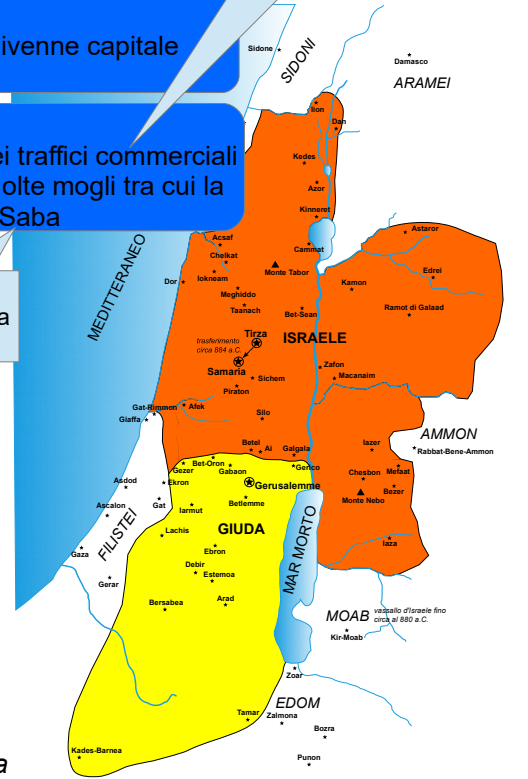 ivenne capitale
ei traffici commerciali
olte mogli tra cui la
Saba
a
Sidone
SIDONI
Damasco
ARAMEI
Ilon
Dan
Kedes
Azor
Kinneret
Cammat
MEDITTERANEO
Acsaf
Chelkat
Iokneam
Dor
Monte Tabor
Meghiddo
Taanach
Bet-Sean
Astaror
Edrei
Kamon
Ramot di Galaad
Tirza
ISRAELE
trasferimento
circa 884 a.C.
Samaria
Sichem
Piraton
Zafon
Macanaim
Gat-Rimmon
Afek
Giaffa
Silo
AMMON
Iazer
Rabbat-Bene-Ammon
Betel
Ai
Galgala
Bet-Oron
Gezer
Gabaon
Gerico
Chesbon
Mefaat
Asdod
Ekron
Gerusalemme
Bezer
Monte Nebo
Ascalon
Gat
Iarmut
Betlemme
FILISTEI
GIUDA
MAR MORTO
Lachis
Iaza
Gaza
Ebron
Debir
Estemoa
Gerar
Bersabea
Arad
MOAB
vassallo d'Israele fino
circa al 880 a.C.
Kir-Moab
Zoar
EDOM
Tamar
Zalmona
Bozra
Kades-Barnea
Punon
a